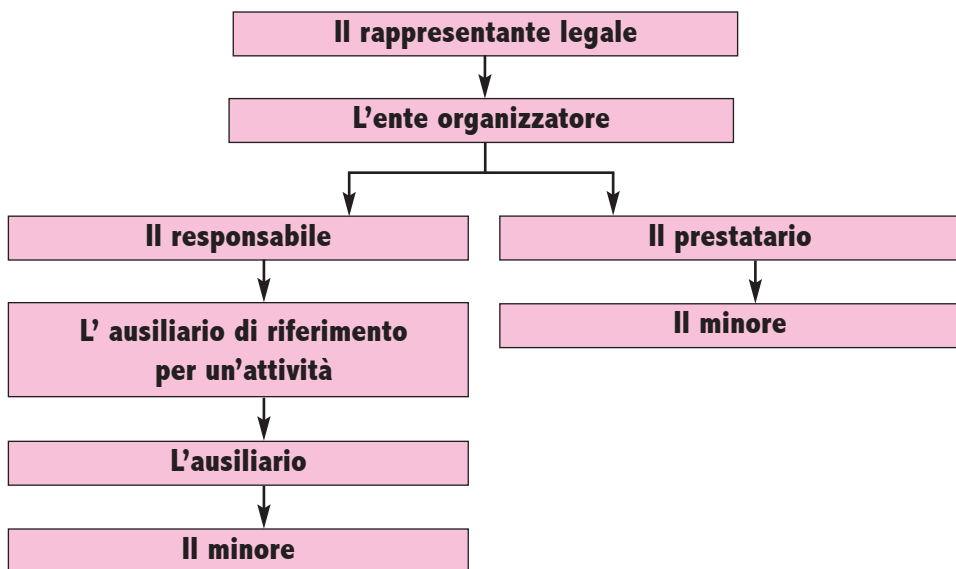 Il rappresentante legale
L'ente organizzatore
Il responsabile
Il prestatario
L' ausiliario di riferimento
per un'attività
Il minore
L'ausiliario
Il minore